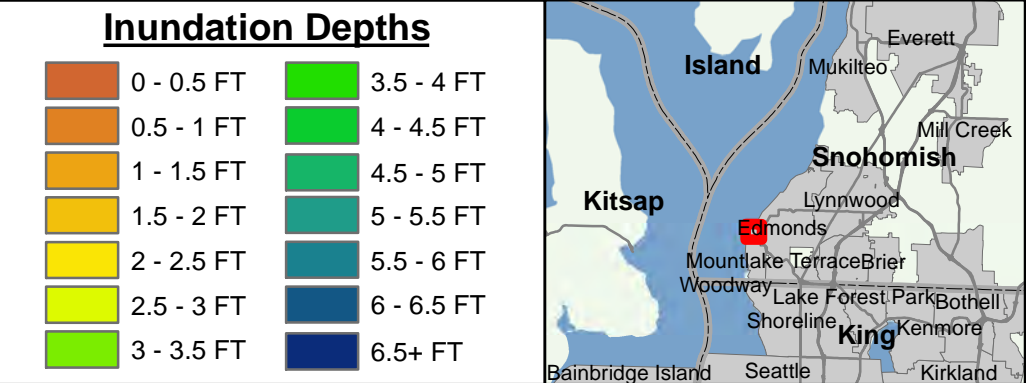 Inundation Depths
0 - 0.5 FT
0.5 - 1 FT
1 - 1.5 FT
1.5 - 2 FT
2 - 2.5 FT
2.5 - 3 FT
3 - 3.5 FT
3.5 - 4 FT
4 - 4.5 FT
4.5 - 5 FT
5 - 5.5 FT
5.5 - 6 FT
6 - 6.5 FT
6.5+ FT
Everett
Island
Mukilteo
Mill Creek
Snohomish
Kitsap
Lynnwood
Edmonds
Mountlake Terrace
Brier
Woodway
Lake Forest Park
Bothell
Shoreline
King
Kenmore
Bainbridge Island
Seattle
Kirkland